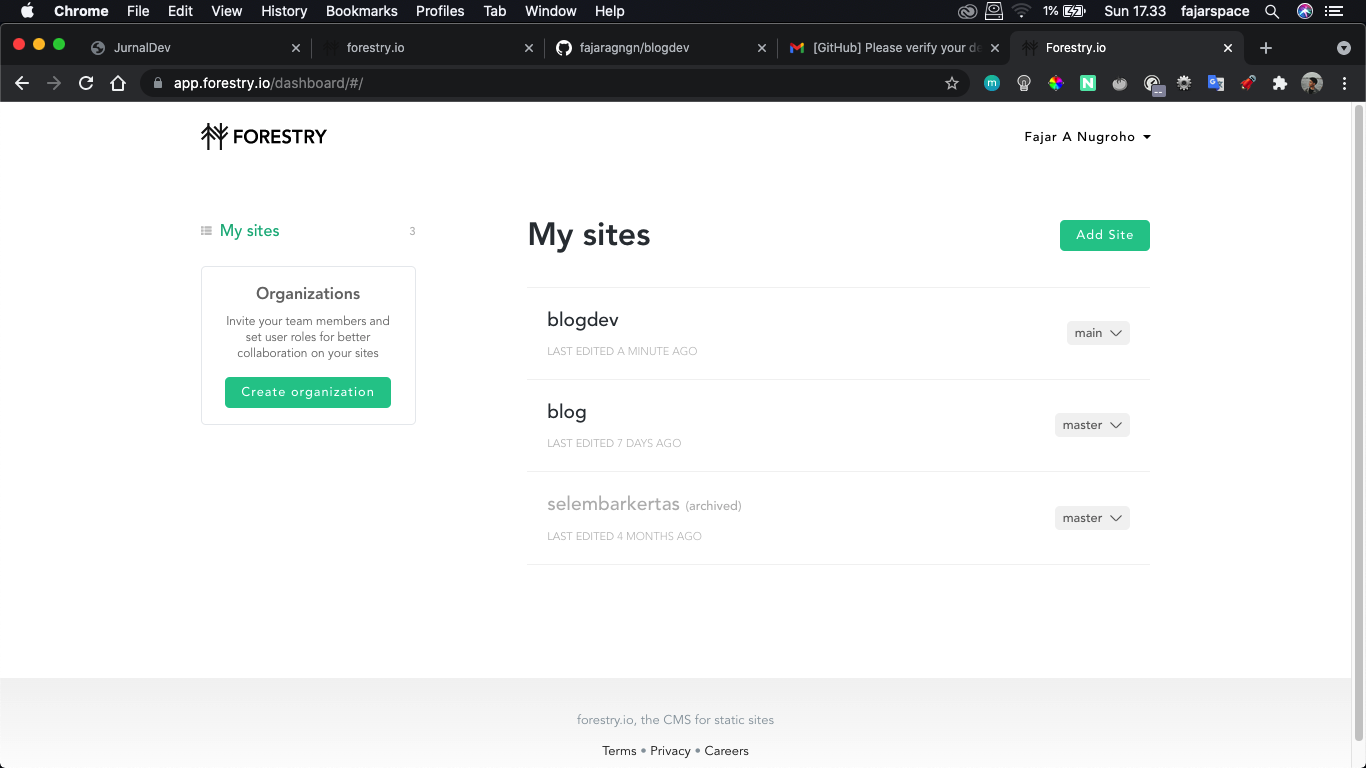 Chrome File Edit View History Bookmarks Profiles Tab Window Help 1% Sun 17.33 fajarspace
JurnalDev forestry.io fajaragngn/blogdev [GitHub] Please verify your de Forestry.io
app.forestry.io/dashboard/#/
FORESTRY
Fajar A Nugroho
My sites 3
Organizations
Invite your team members and
set user roles for better
collaboration on your sites
Create organization
My sites
Add Site
blogdev
LAST EDITED A MINUTE AGO
main
blog
LAST EDITED 7 DAYS AGO
master
selembarkertas (archived)
LAST EDITED 4 MONTHS AGO
master
forestry.io, the CMS for static sites
Terms • Privacy • Careers